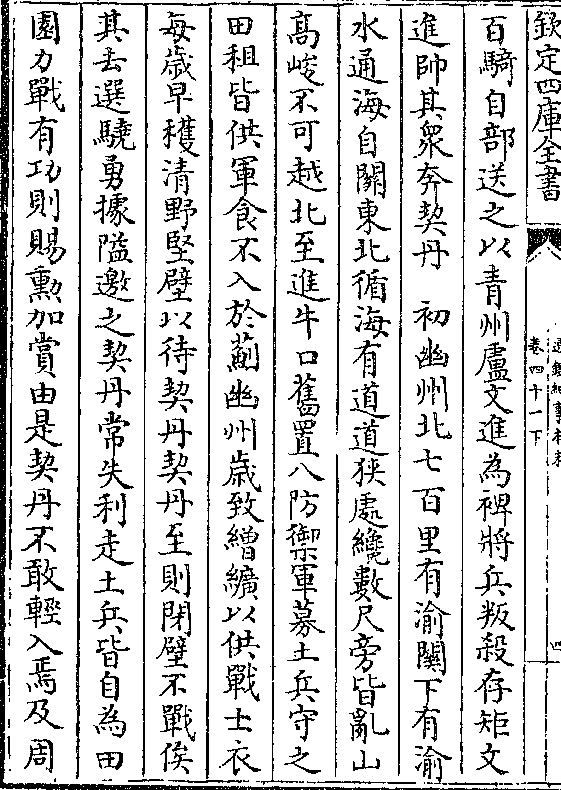 欽定四庫全書
通鑑紀事本末
卷四十一下
四
百騎自部送之以青州盧文進為裨將兵叛殺存矩文
進帥其衆奔契丹　初幽州北七百里有渝關下有渝
水通海自關東北循海有道道狹處纔數尺旁皆亂山
高峻不可越北至進牛口舊置八防禦軍募土兵守之
田租皆供軍食不入於薊幽州歲致繒纊以供戰士衣
每歲早穫清野堅壁以待契丹契丹至則閉壁不戰俟
其去選驍勇據隘邀之契丹常失利走土兵皆自為田
園力戰有功則賜勲加賞由是契丹不敢輕入焉及周